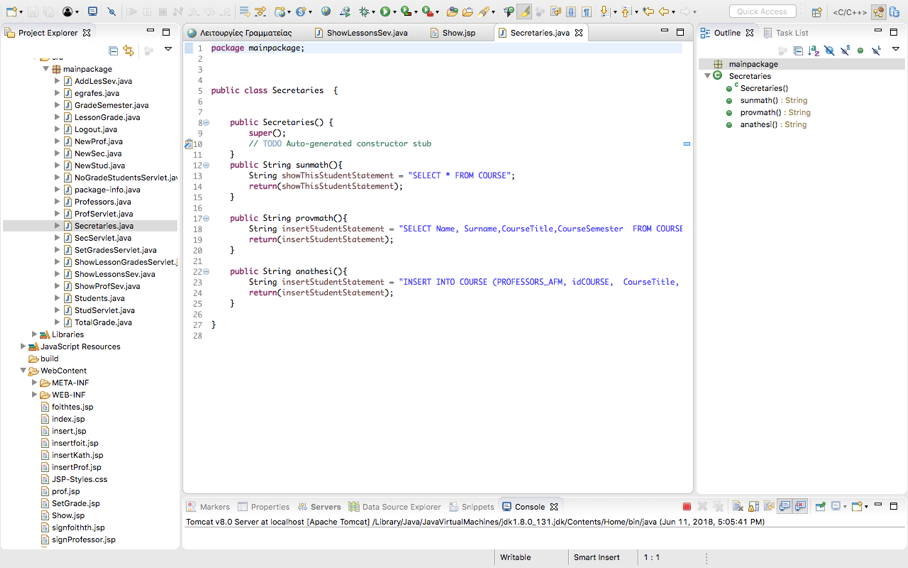 Quick Access
<C/C++>
Project Explorer
Λειτουργίες Γραμματείας
ShowLessonsSev.java
Show.jsp
Secretaries.java
Outline
Task List
src
mainpackage
AddLesSev.java
egrafes.java
GradeSemester.java
LessonGrade.java
Logout.java
NewProf.java
NewSec.java
NewStud.java
NoGradeStudentsServlet.java
package-info.java
Professors.java
ProfServlet.java
Secretaries.java
SecServlet.java
SetGradesServlet.java
ShowLessonGradesServlet.j
ShowLessonsSev.java
ShowProfSev.java
Students.java
StudServlet.java
TotalGrade.java
Libraries
JavaScript Resources
build
WebContent
META-INF
WEB-INF
foithtes.jsp
index.jsp
insert.jsp
insertfoit.jsp
insertKath.jsp
insertProf.jsp
JSP-Styles.css
prof.jsp
SetGrade.jsp
Show.jsp
signfoithth.jsp
signProfessor.jsp
1 package mainpackage;
2
3
4
5 public class Secretaries {
6
7
8 public Secretaries() {
9 super();
10 // TODO Auto-generated constructor stub
11 }
12 public String sunmath(){
13 String showThisStudentStatement = "SELECT * FROM COURSE";
14 return(showThisStudentStatement);
15 }
16
17 public String provmath(){
18 String insertStudentStatement = "SELECT Name, Surname,CourseTitle,CourseSemester FROM COURSE
19 return(insertStudentStatement);
20 }
21
22 public String anathesi(){
23 String insertStudentStatement = "INSERT INTO COURSE (PROFESSORS_AFM, idCOURSE, CourseTitle,
24 return(insertStudentStatement);
25 }
26
27 }
28
mainpackage
Secretaries
Secretaries()
sunmath() : String
provmath() : String
anathesi() : String
Markers
Properties
Servers
Data Source Explorer
Snippets
Console
Tomcat v8.0 Server at localhost [Apache Tomcat] /Library/Java/JavaVirtualMachines/jdk1.8.0_131.jdk/Contents/Home/bin/java (Jun 11, 2018, 5:05:41 PM)
Writable
Smart Insert
1 : 1